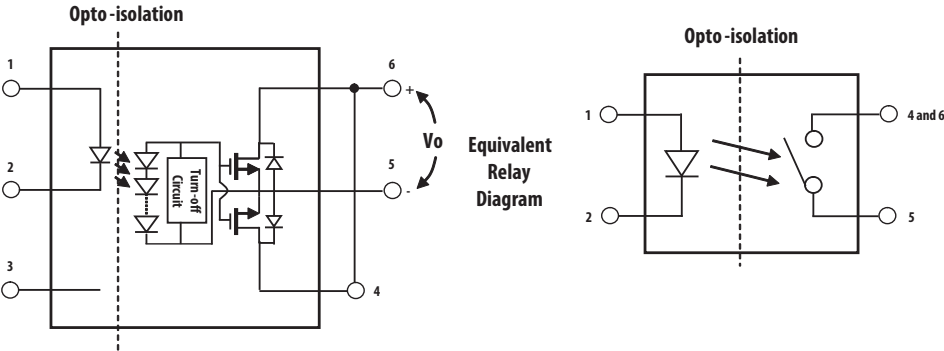 Opto-isolation
1
2
3
Turn-off
Circuit
6
+
Vo
5
-
4
Equivalent
Relay
Diagram
Opto-isolation
1
2
4 and 6
5